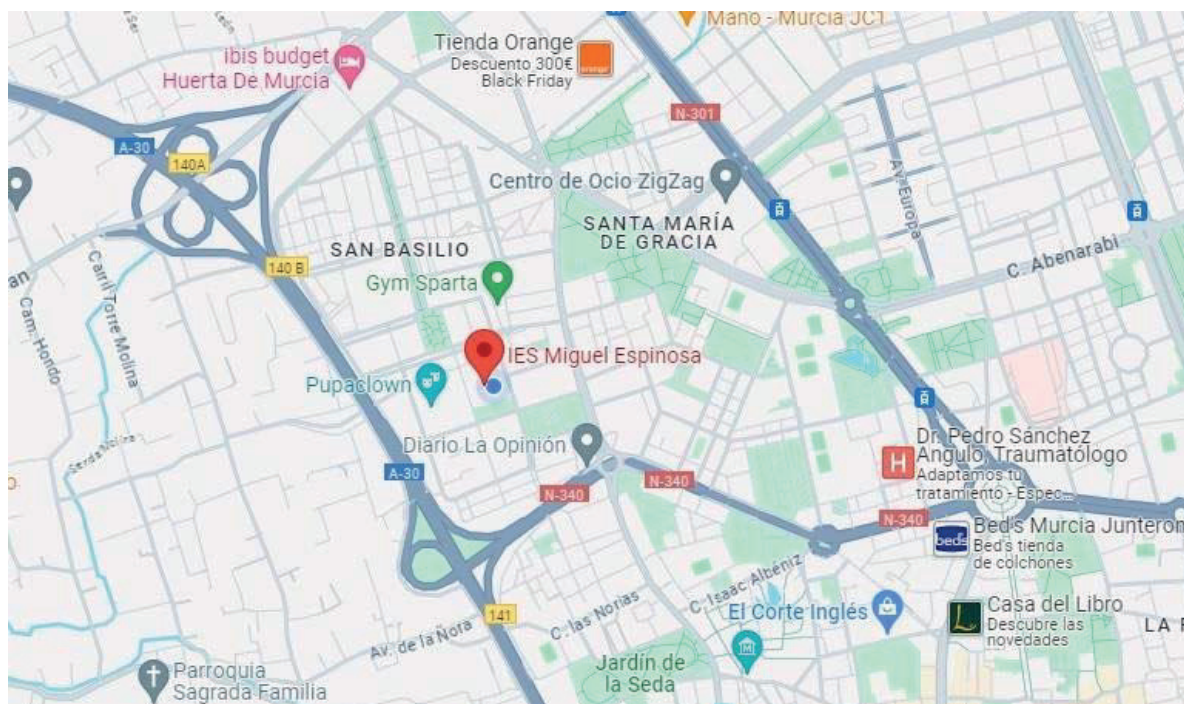 Mano - Murcia JC1
ibis budget
Huerta De Murcia
Tienda Orange
Descuento 300€
Black Friday
orange
N-301
A-30
140A
Centro de Ocio ZigZag
Av. Europa
SANTA MARÍA
DE GRACIA
SAN BASILIO
C. Abenarabi
140 B
Gym Sparta
an
Cam. Hondo
Carril Torre Molina
IES Miguel Espinosa
Pupaclown
Diario La Opinión
Dr. Pedro Sánchez
Angulo, Traumatólogo
Adaptamos tu
tratamiento - Espec...
H
o
A-30
N-340
N-340
N-340
Bed's Murcia Junteron
Bed's tienda
de colchones
beds
C. Isaac Albéniz
El Corte Inglés
Casa del Libro
Descubre las
novedades
L
141
C. las Norias
Av. de la Ñota
LA F
Jardín de
la Seda
Parroquia
Sagrada Familia